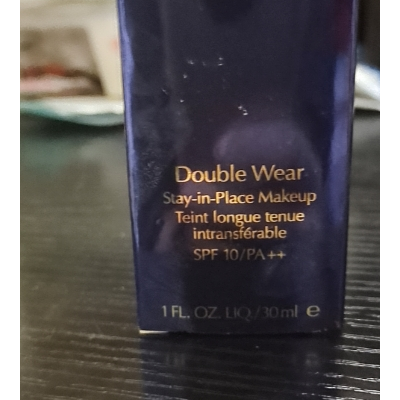 Double Wear
Stay-in-Place Makeup
Teint longue tenue
intransférable
SPF 10/PA++
1 FL. OZ. LIQ./30 ml e